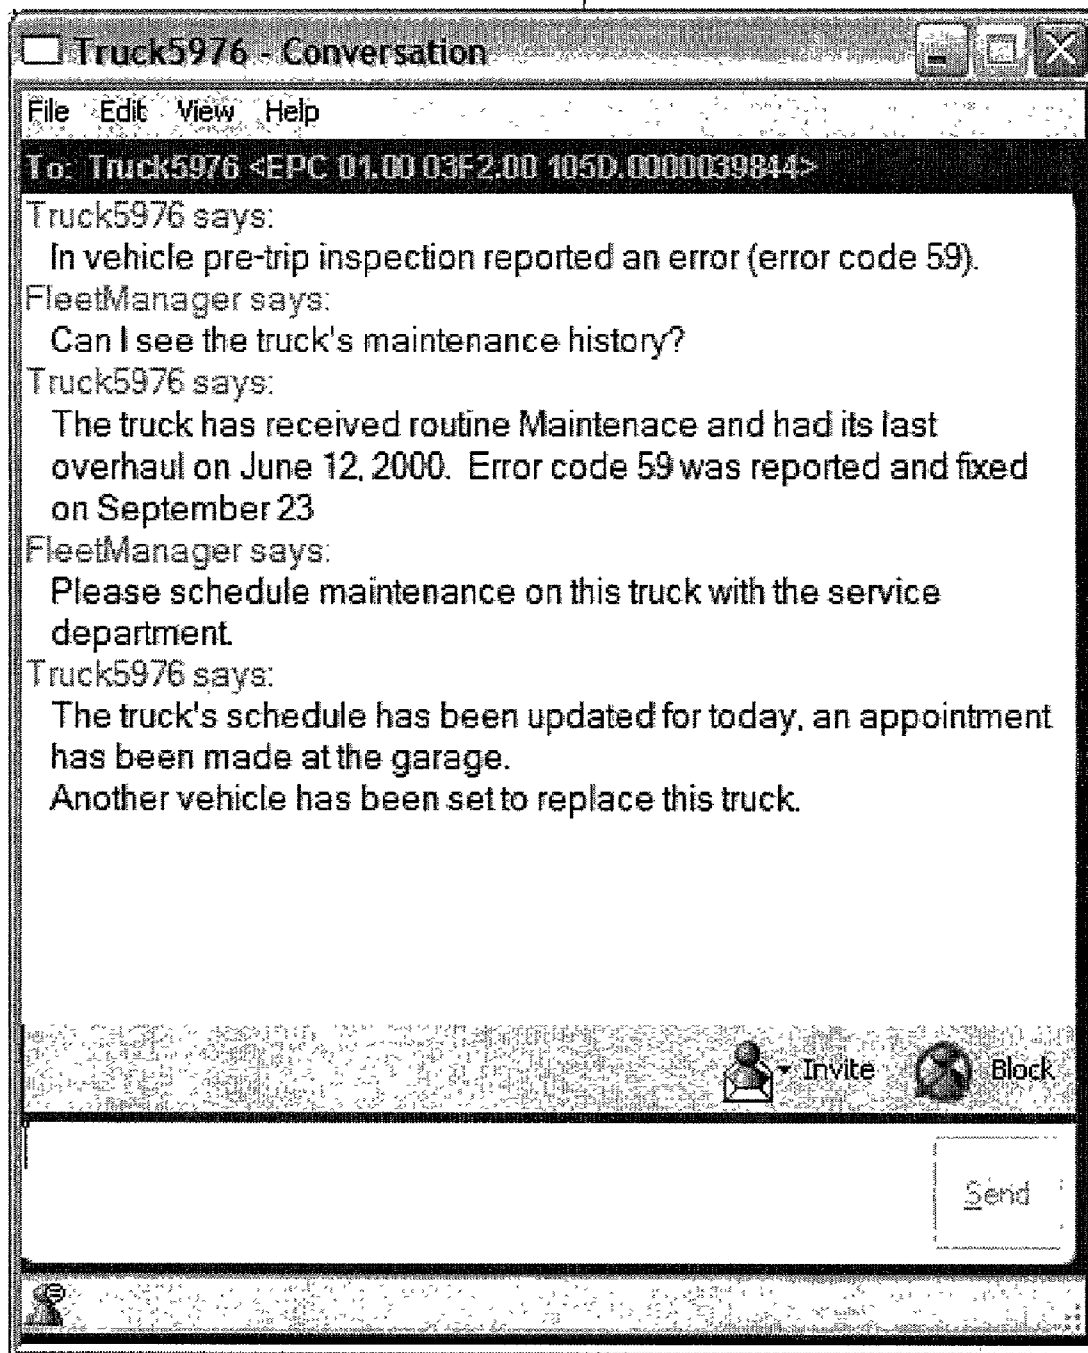 Truck5976 - Conversation
File Edit View Help
To: Truck5976 <EPC 01.00 03F2.00 105D.0000039844>
Truck5976 says:
In vehicle pre-trip inspection reported an error (error code 59).
FleetManager says:
Can I see the truck's maintenance history?
Truck5976 says:
The truck has received routine Maintenace and had its last
overhaul on June 12, 2000. Error code 59 was reported and fixed
on September 23
FleetManager says:
Please schedule maintenance on this truck with the service
department.
Truck5976 says:
The truck's schedule has been updated for today, an appointment
has been made at the garage.
Another vehicle has been set to replace this truck.
Invite Block
Send